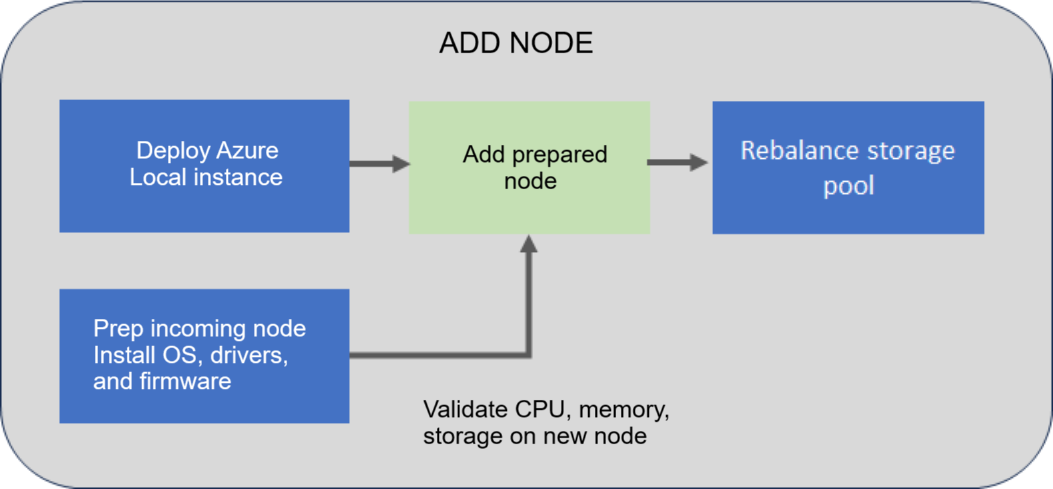 ADD NODE
Deploy Azure
Local instance
Add prepared
node
Rebalance storage
pool
Prep incoming node
Install OS, drivers,
and firmware
Validate CPU, memory,
storage on new node